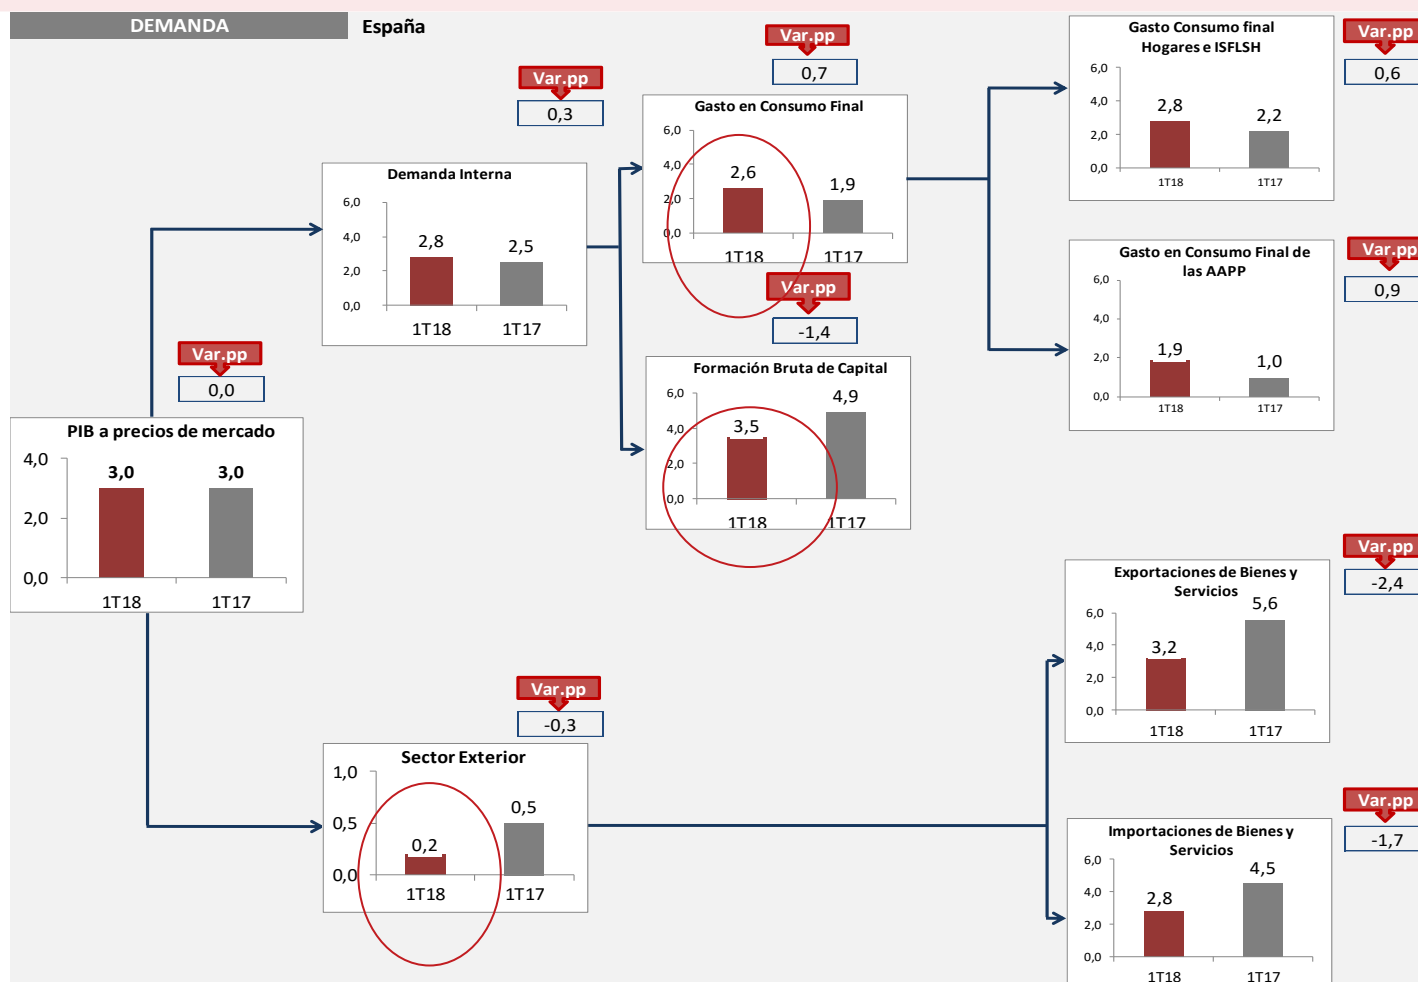 DEMANDA
España
Var.pp
0,0
PIB a precios de mercado
4,0
2,0
0,0
3,0
3,0
1T18
1T17
Var.pp
0,3
Demanda Interna
6,0
4,0
2,0
0,0
2,8
2,5
1T18
1T17
Var.pp
0,7
Gasto en Consumo Final
6,0
4,0
2,0
0,0
2,6
1,9
1T18
1T17
Var.pp
-1,4
Formación Bruta de Capital
6,0
4,0
2,0
0,0
3,5
4,9
1T18
1T17
Var.pp
0,6
Gasto Consumo final
Hogares e ISFLSH
6,0
4,0
2,0
0,0
2,8
2,2
1T18
1T17
Var.pp
0,9
Gasto en Consumo Final de
las AAPP
6,0
4,0
2,0
0,0
1,9
1,0
1T18
1T17
Var.pp
-0,3
Sector Exterior
1,0
0,5
0,0
0,2
0,5
1T18
1T17
Var.pp
-2,4
Exportaciones de Bienes y
Servicios
6,0
4,0
2,0
0,0
3,2
5,6
1T18
1T17
Var.pp
-1,7
Importaciones de Bienes y
Servicios
6,0
4,0
2,0
0,0
2,8
4,5
1T18
1T17